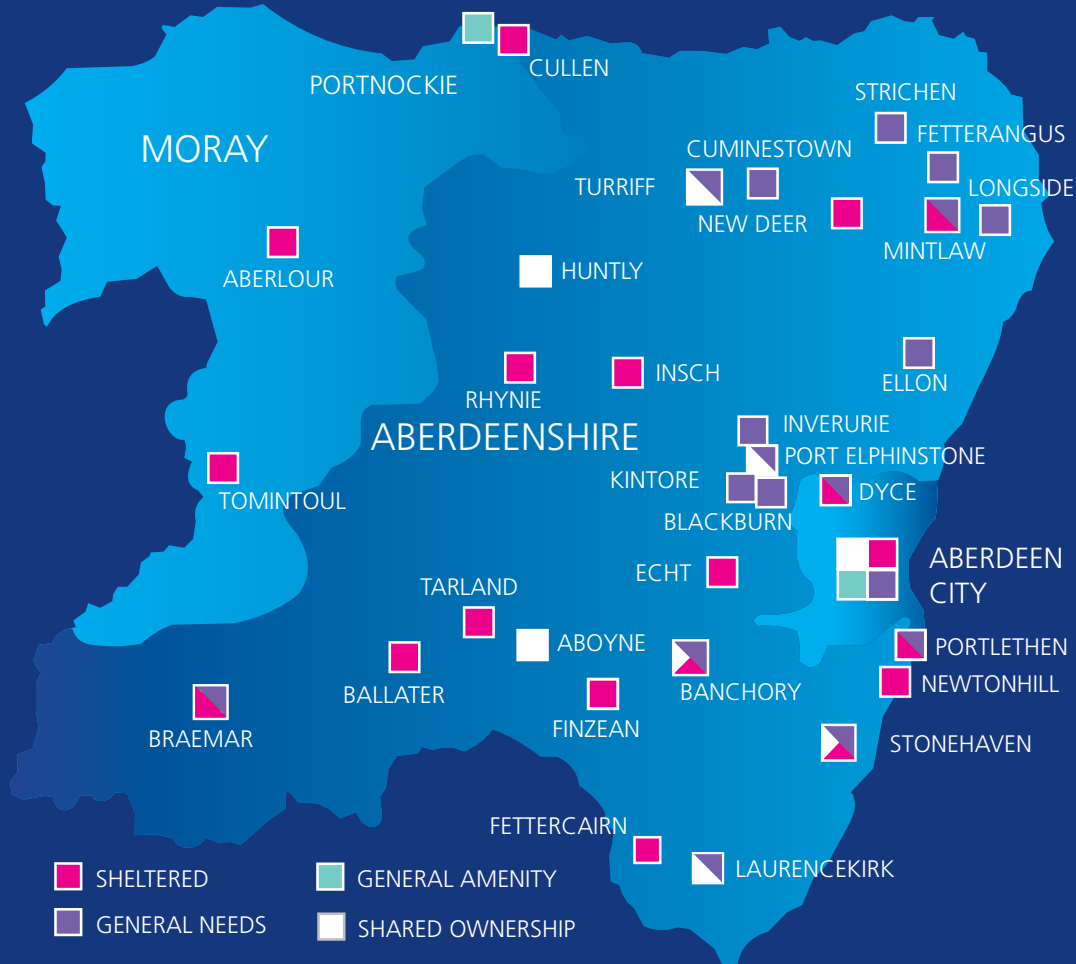 PORTNOCKIE
CULLEN
STRICHEN
MORAY
FETTERANGUS
CUMINESTOWN
TURRIFF
LONGSIDE
NEW DEER
MINTLAW
ABERLOUR
HUNTLY
INSCH
ELLON
RHYNIE
ABERDEENSHIRE
INVERURIE
PORT ELPHINSTONE
KINTORE
DYCE
TOMINTOUL
BLACKBURN
ECHT
ABERDEEN
CITY
TARLAND
ABOYNE
PORTLETHEN
BALLATER
BANCHORY
NEWTONHILL
FINZEAN
BRAEMAR
STONEHAVEN
FETTERCAIRN
LAURENCEKIRK
SHELTERED
GENERAL AMENITY
GENERAL NEEDS
SHARED OWNERSHIP